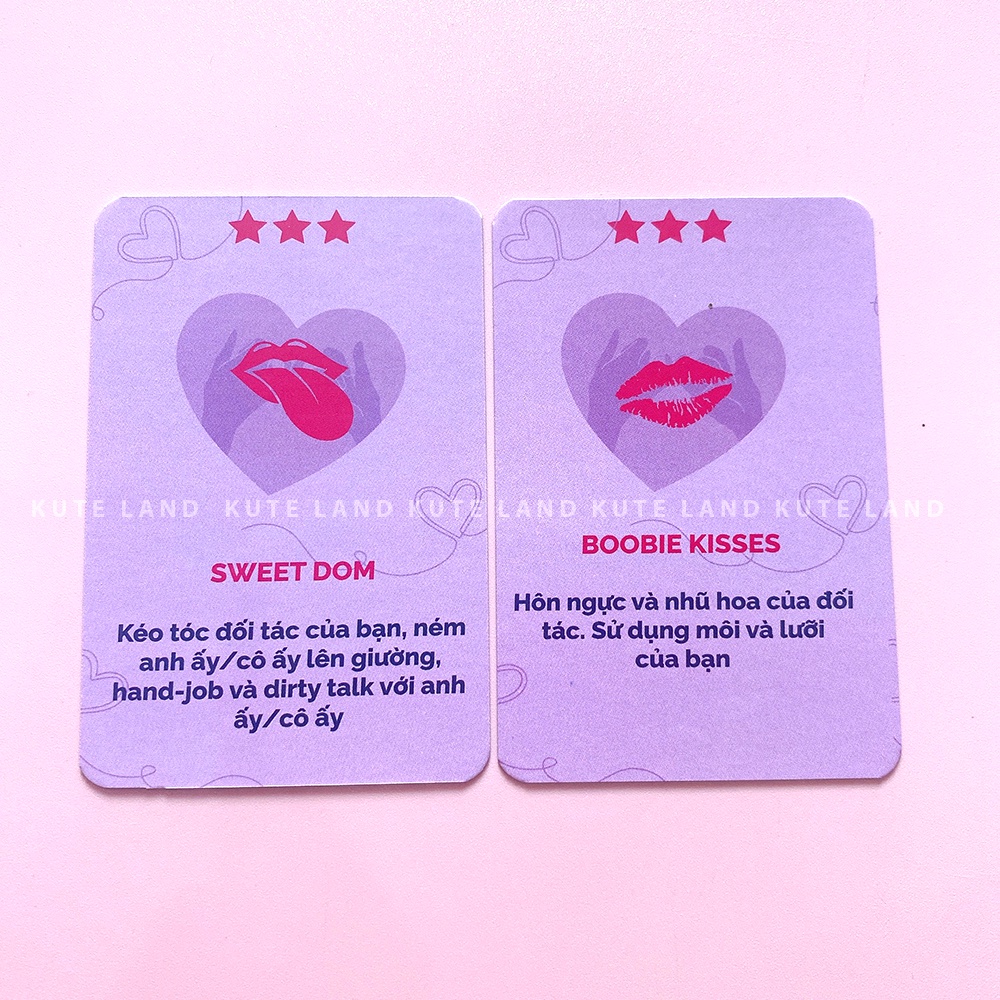 SWEET DOM
Kéo tóc đối tác của bạn, ném
anh ấy/cô ấy lên giường,
hand-job và dirty talk với anh
ấy/cô ấy
BOOBIE KISSES
Hôn ngực và nhũ hoa của đối
tác. Sử dụng môi và lưỡi
của bạn
KUTE LAND KUTE LAND KUTE LAND KUTE LAND KUTE LAND